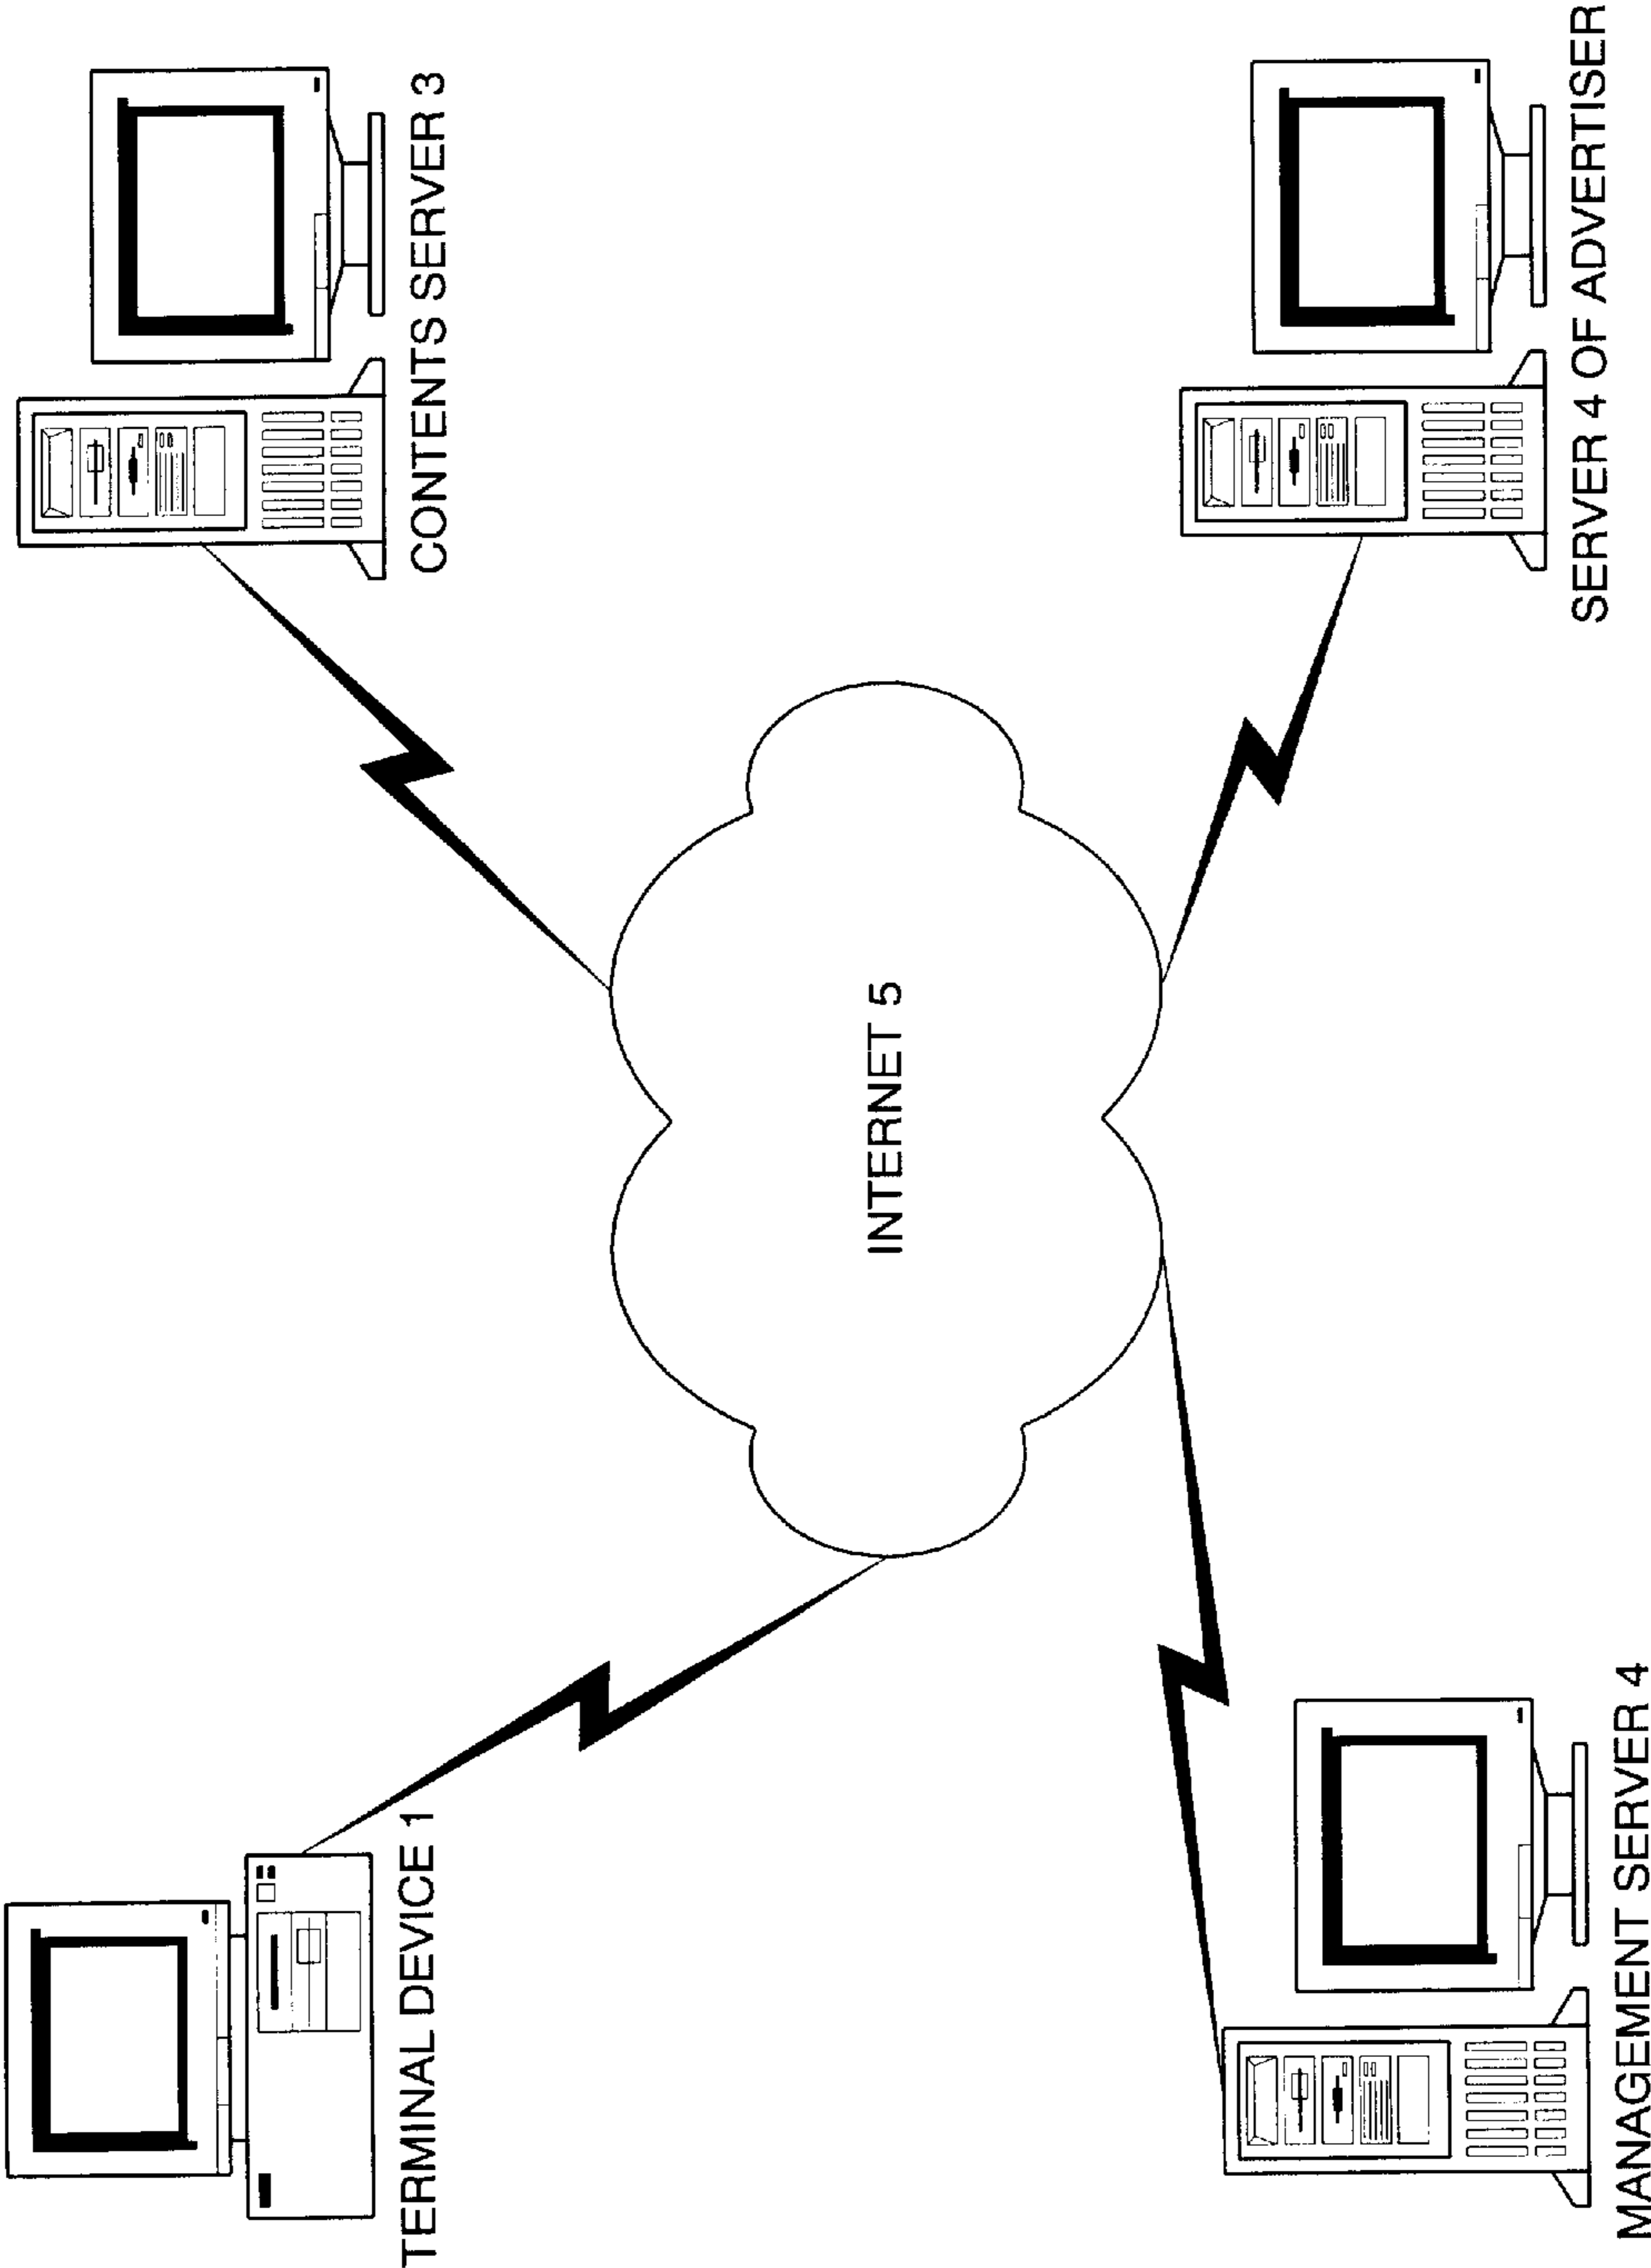 TERMINAL DEVICE 1
CONTENTS SERVER 3
INTERNET 5
MANAGEMENT SERVER 4
SERVER 4 OF ADVERTISER